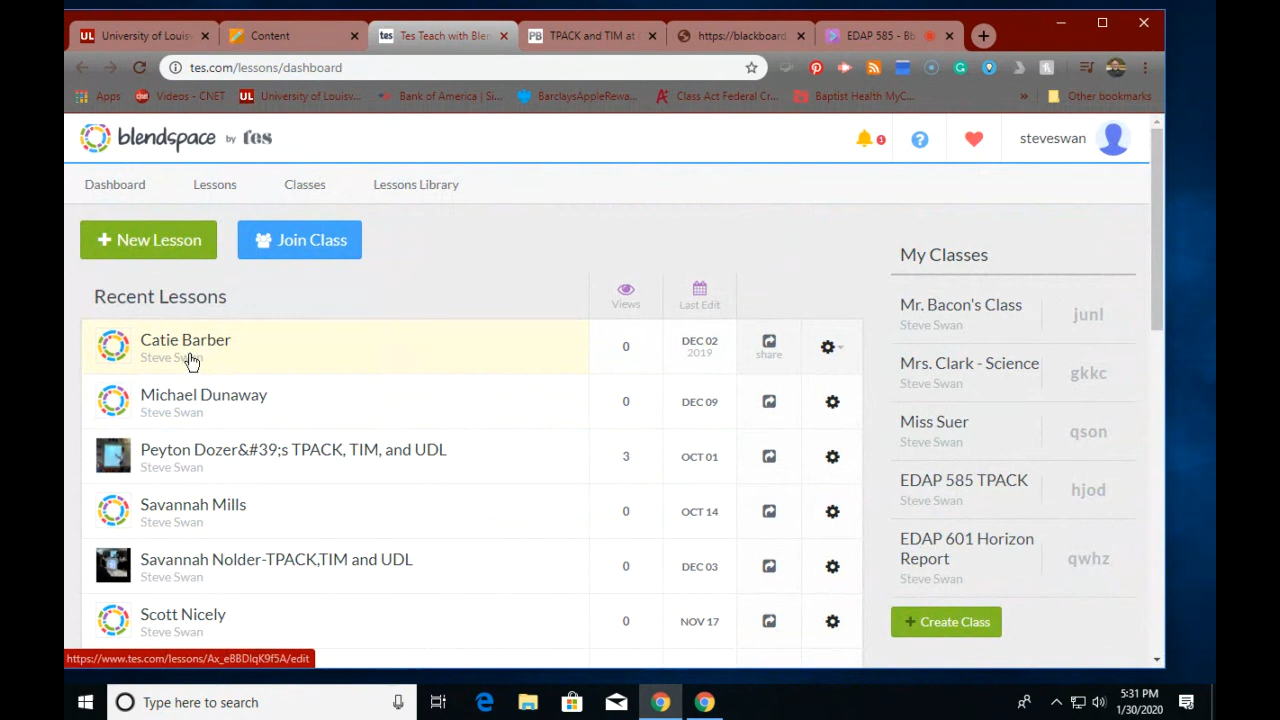 University of Louisv
Content
tes Tes Teach with Blen
PB TPACK and TIM at
https://blackboard
EDAP 585 - Bb
tes.com/lessons/dashboard
Apps
Videos - CNET
University of Louisv...
Bank of America | Si...
BarclaysAppleRewa...
Class Act Federal Cr...
Baptist Health MyC...
»
Other bookmarks
blendspace by tes
1
?
steveswan
Dashboard
Lessons
Classes
Lessons Library
+ New Lesson
Join Class
My Classes
Recent Lessons
Views
Last Edit
Catie Barber
Steve Swan
0
DEC 02
2019
share
Michael Dunaway
Steve Swan
0
DEC 09
Peyton Dozer&#39;s TPACK, TIM, and UDL
Steve Swan
3
OCT 01
Savannah Mills
Steve Swan
0
OCT 14
Savannah Nolder-TPACK,TIM and UDL
Steve Swan
0
DEC 03
Scott Nicely
Steve Swan
0
NOV 17
Mr. Bacon's Class
Steve Swan
junl
Mrs. Clark - Science
Steve Swan
gkkc
Miss Suer
Steve Swan
qson
EDAP 585 TPACK
Steve Swan
hjod
EDAP 601 Horizon
Report
Steve Swan
qwhz
+ Create Class
https://www.tes.com/lessons/Ax_eBBDIqK9f5A/edit
Type here to search
5:31 PM
1/30/2020